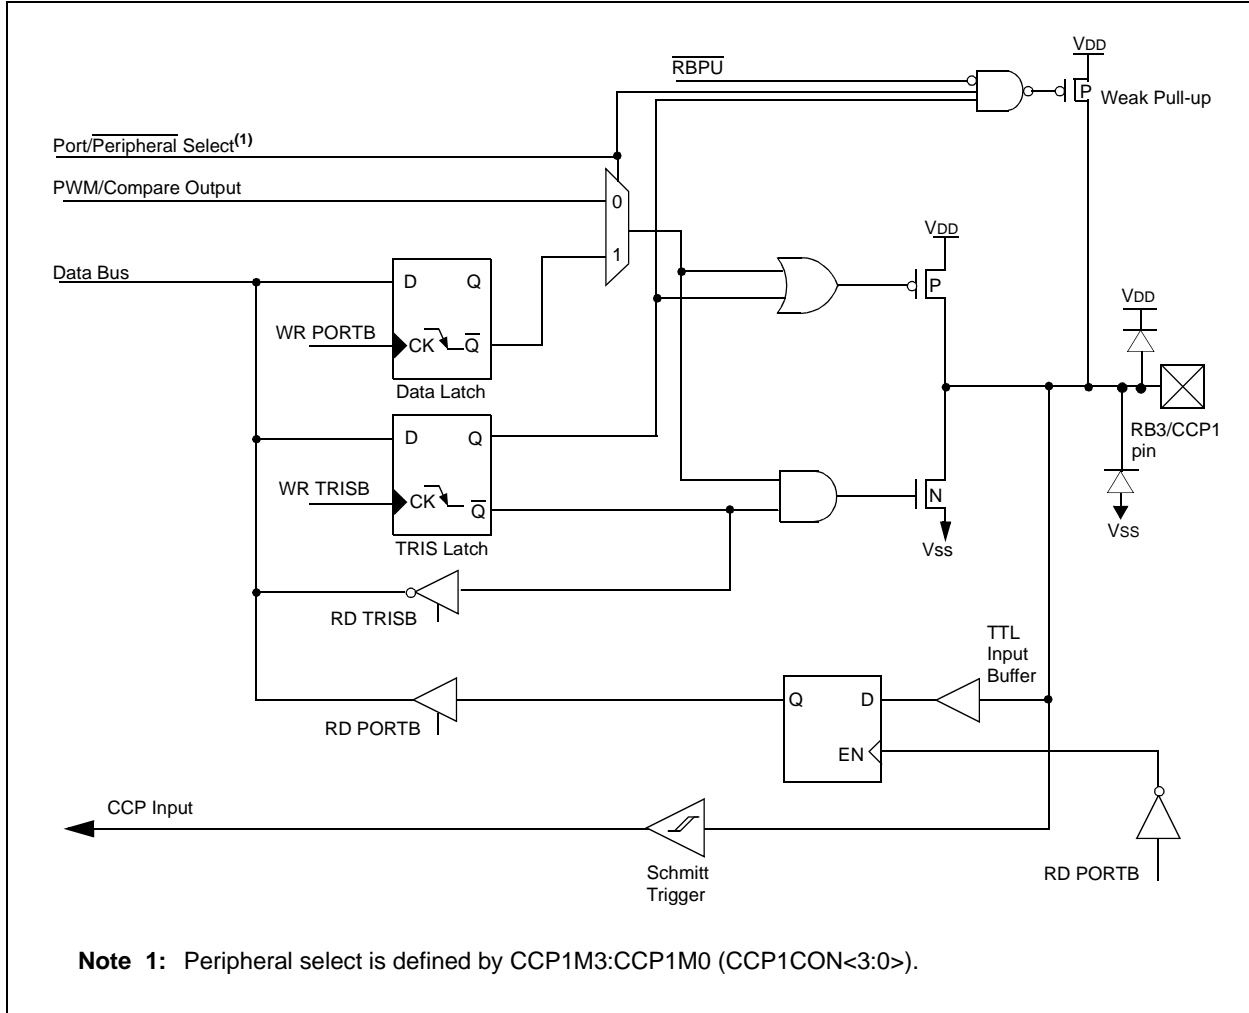 VDD
RBPU
P
Weak Pull-up
Port/Peripheral Select(1)
PWM/Compare Output
0
VDD
1
Data Bus
D Q
P
VDD
WR PORTB
CK Q
Data Latch
D Q
RB3/CCP1
pin
WR TRISB
CK Q
N
VSS
TRIS Latch
Vss
RD TRISB
TTL
Input
Buffer
Q D
RD PORTB
EN
CCP Input
Schmitt
Trigger
RD PORTB
Note 1: Peripheral select is defined by CCP1M3:CCP1M0 (CCP1CON<3:0>).